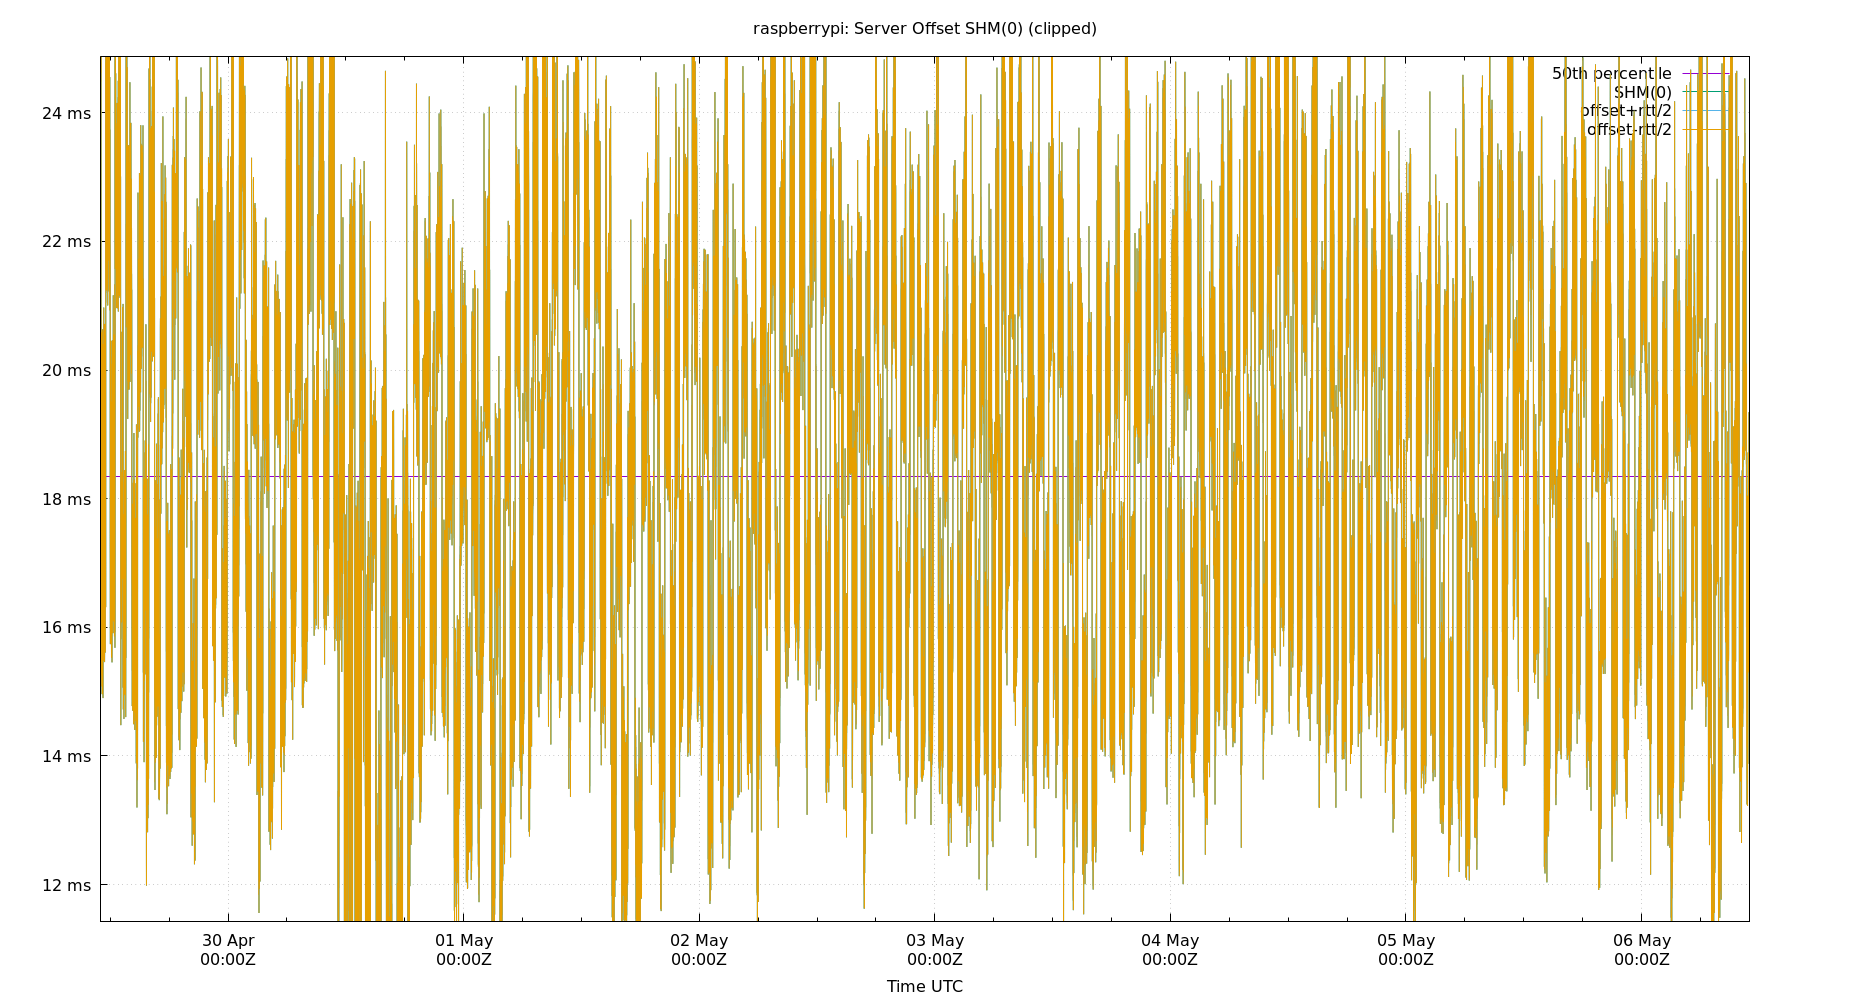 raspberrypi: Server Offset SHM(0) (clipped)
50th percentile
SHM(0)
offset+rtt/2
offset-rtt/2
24 ms
22 ms
20 ms
18 ms
16 ms
14 ms
12 ms
30 Apr 01 May 02 May 03 May 04 May 05 May 06 May
00:00Z 00:00Z 00:00Z 00:00Z 00:00Z 00:00Z 00:00Z
Time UTC